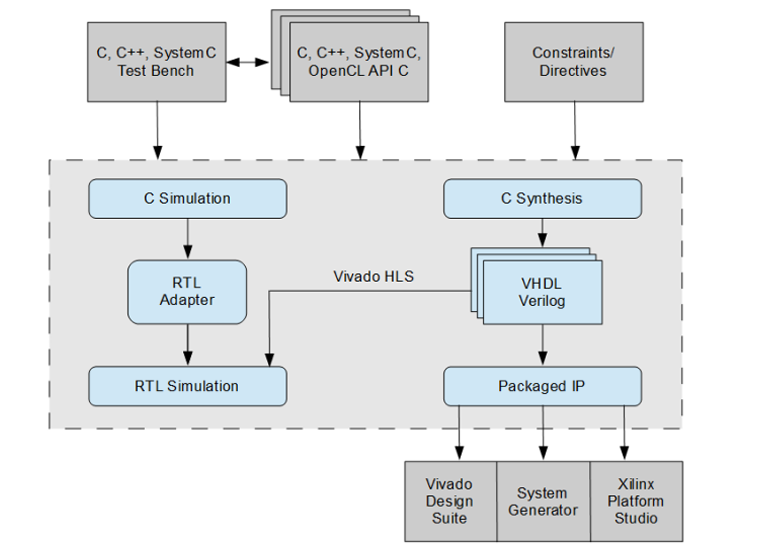 C, C++, SystemC
Test Bench
C, C++, SystemC,
OpenCL API C
Constraints/
Directives
C Simulation
C Synthesis
RTL
Adapter
Vivado HLS
VHDL
Verilog
RTL Simulation
Packaged IP
Vivado
Design
Suite
System
Generator
Xilinx
Platform
Studio